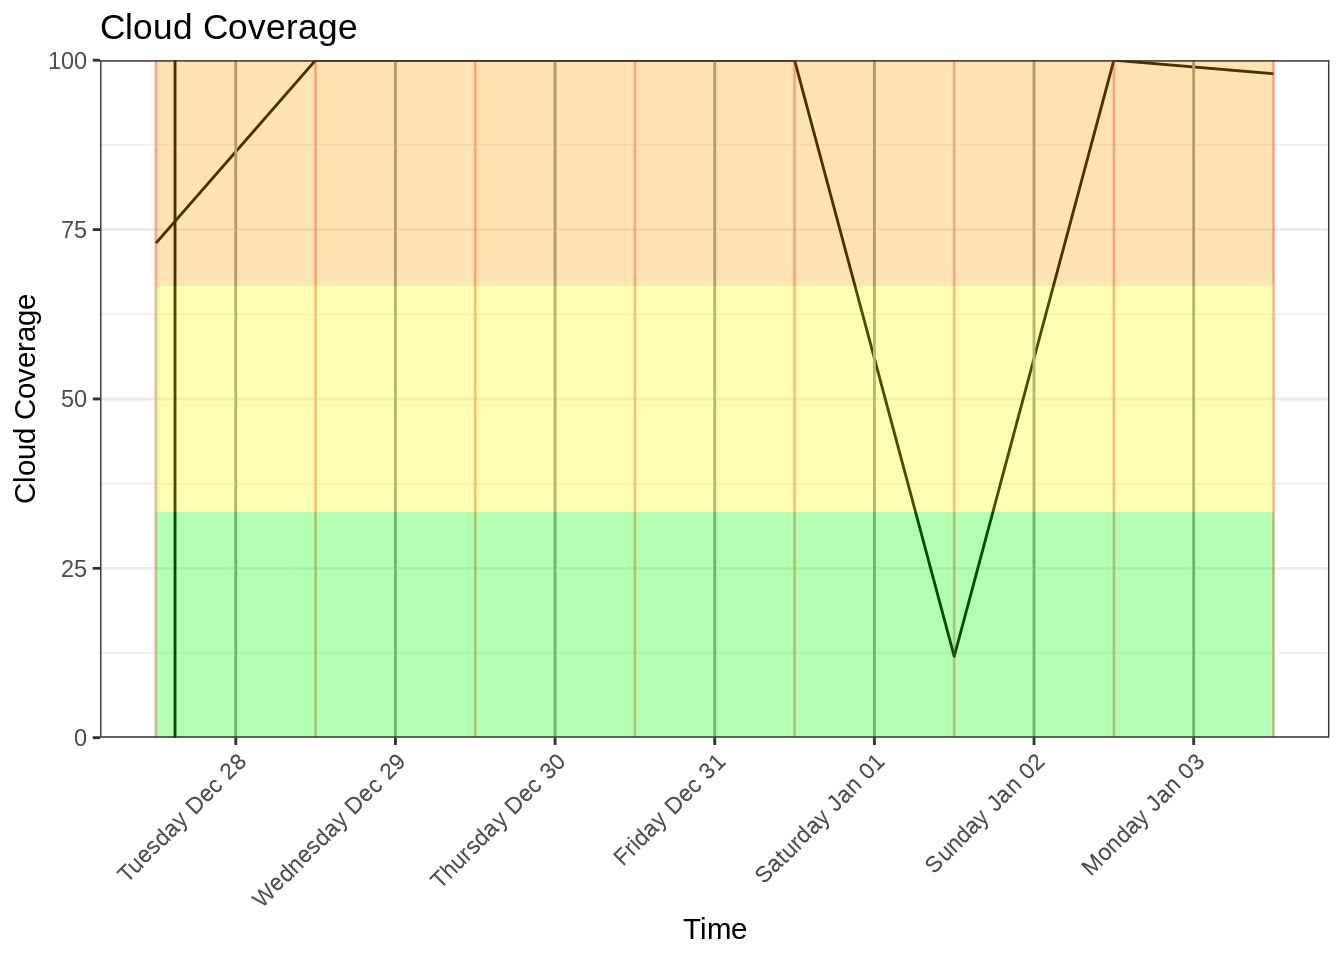 Cloud Coverage
100
75
50
25
0
Cloud Coverage
Tuesday Dec 28
Wednesday Dec 29
Thursday Dec 30
Friday Dec 31
Saturday Jan 01
Sunday Jan 02
Monday Jan 03
Time